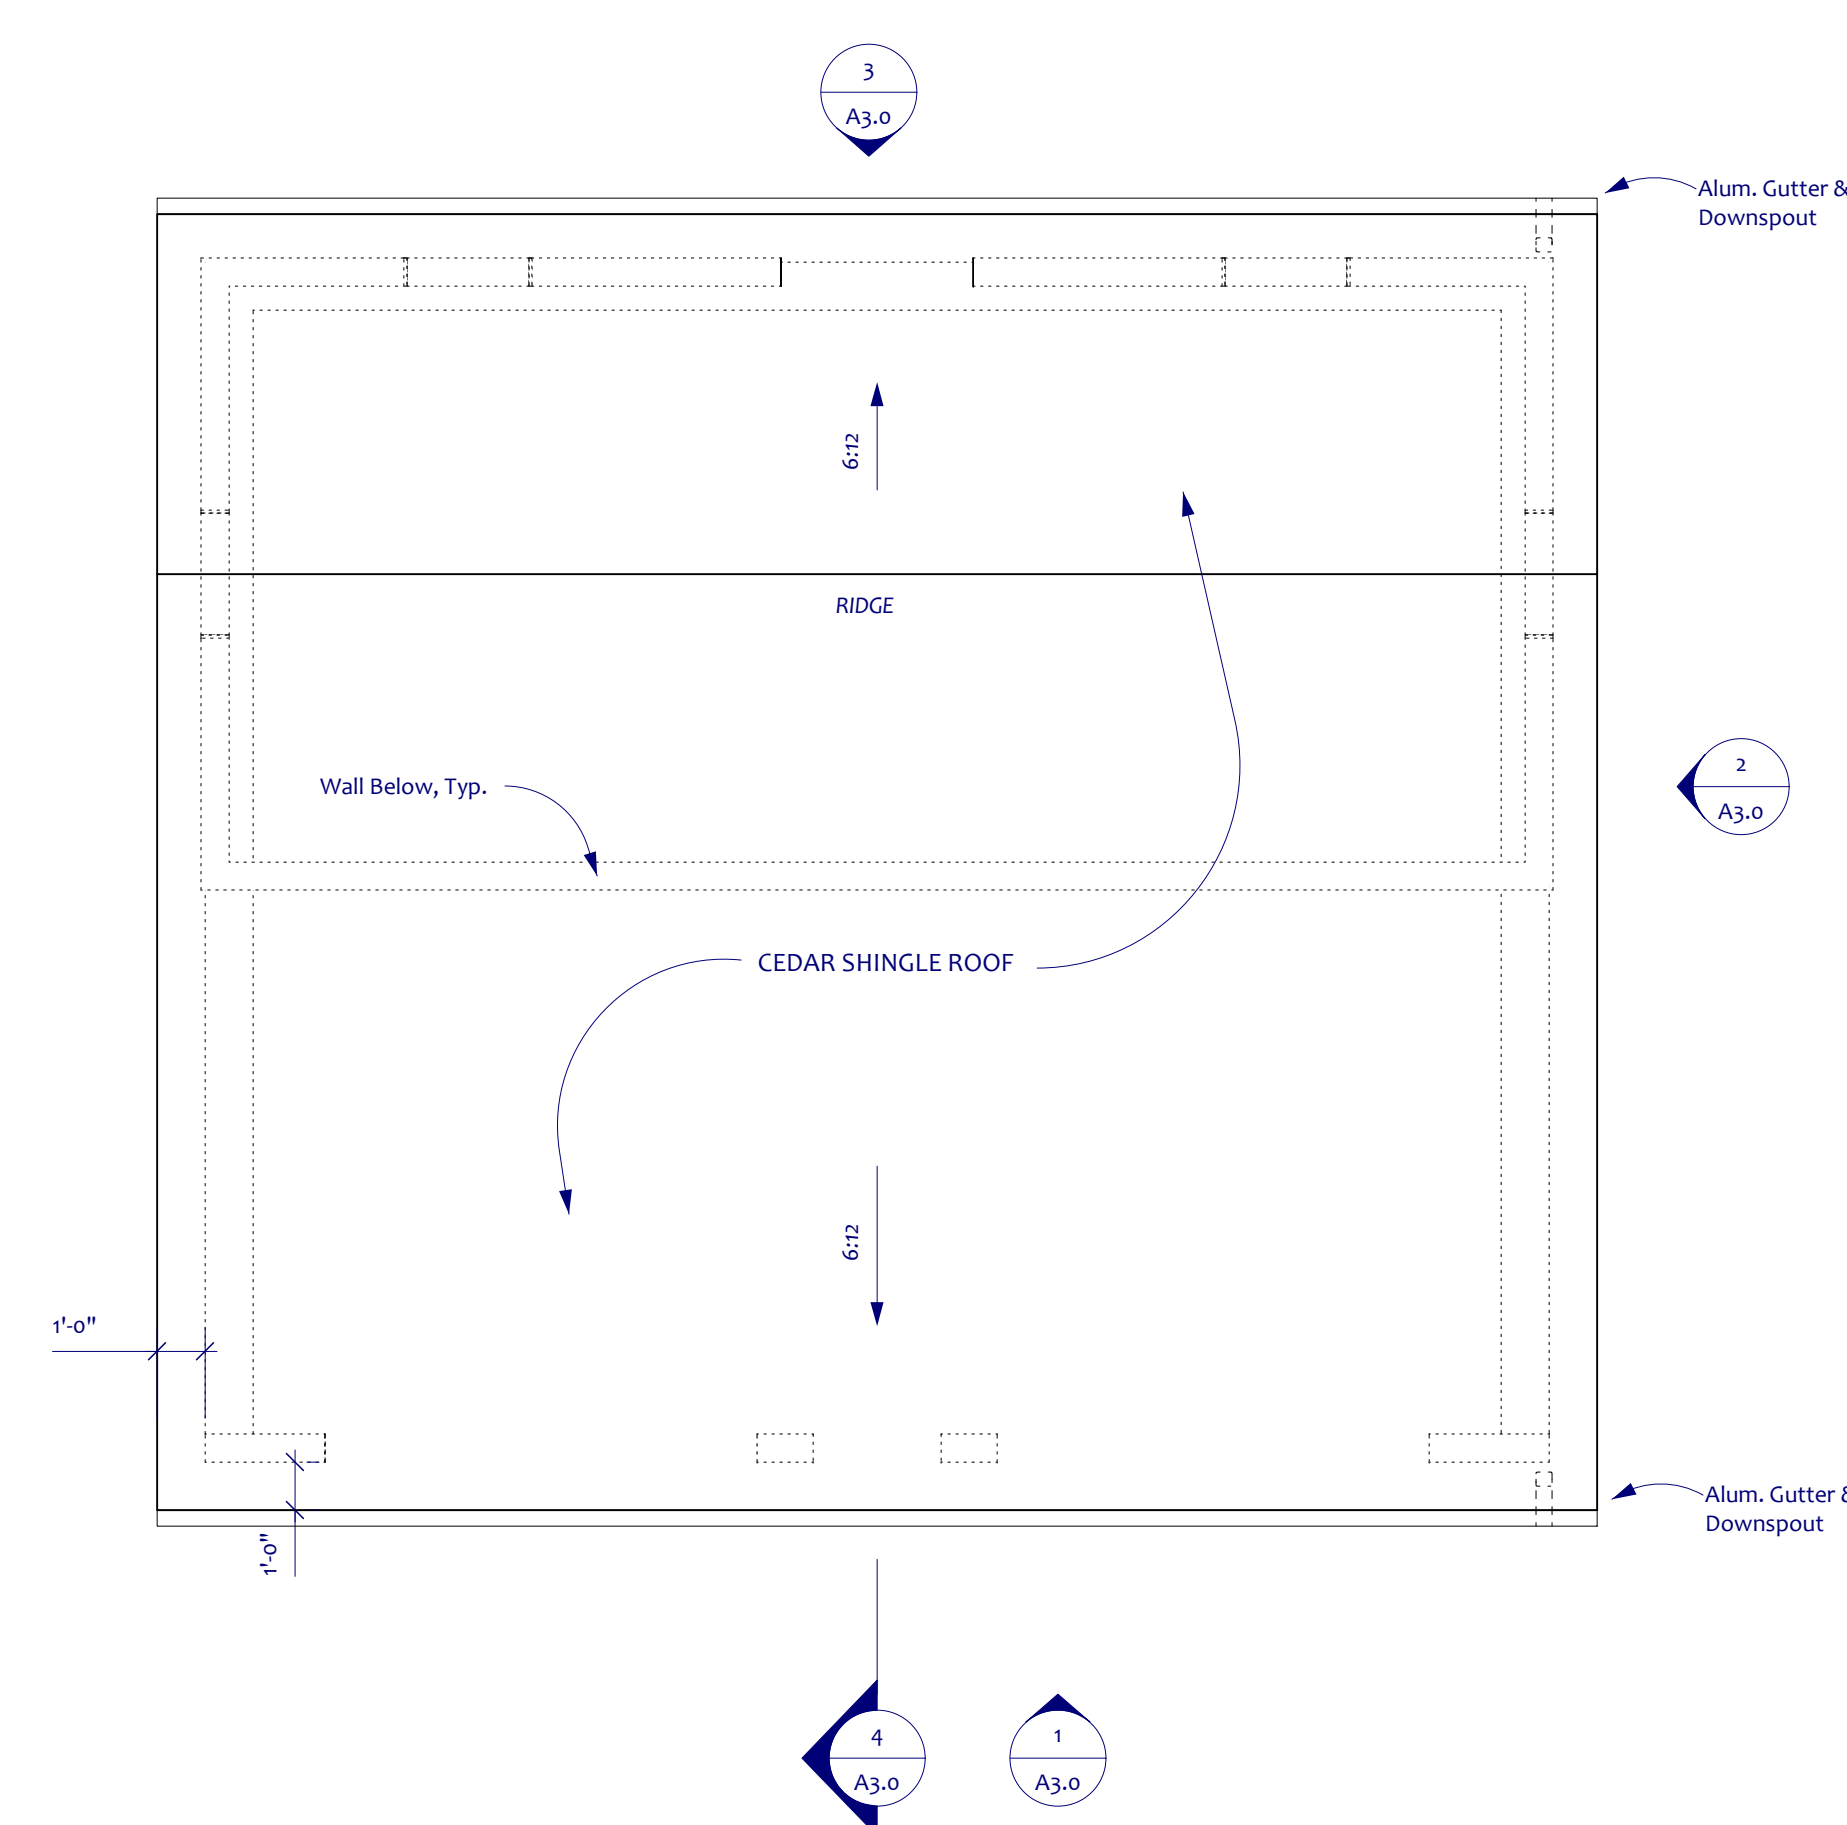 3
A3.0
Alum. Gutter &
Downspout
6:12
RIDGE
Wall Below, Typ.
2
A3.0
CEDAR SHINGLE ROOF
6:12
1'-0"
Alum. Gutter &
Downspout
1'-0"
4
A3.0
1
A3.0